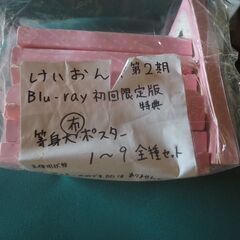 けいおん 第2期
Blu-ray 初回限定版
特典
等身大布ポスター
1〜9 全種セット